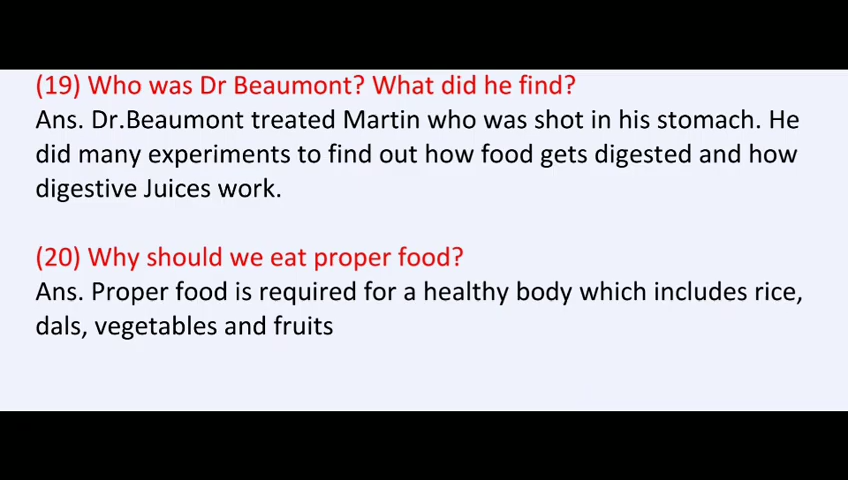 (19) Who was Dr Beaumont? What did he find?
Ans. Dr.Beaumont treated Martin who was shot in his stomach. He
did many experiments to find out how food gets digested and how
digestive Juices work.
(20) Why should we eat proper food?
Ans. Proper food is required for a healthy body which includes rice,
dals, vegetables and fruits